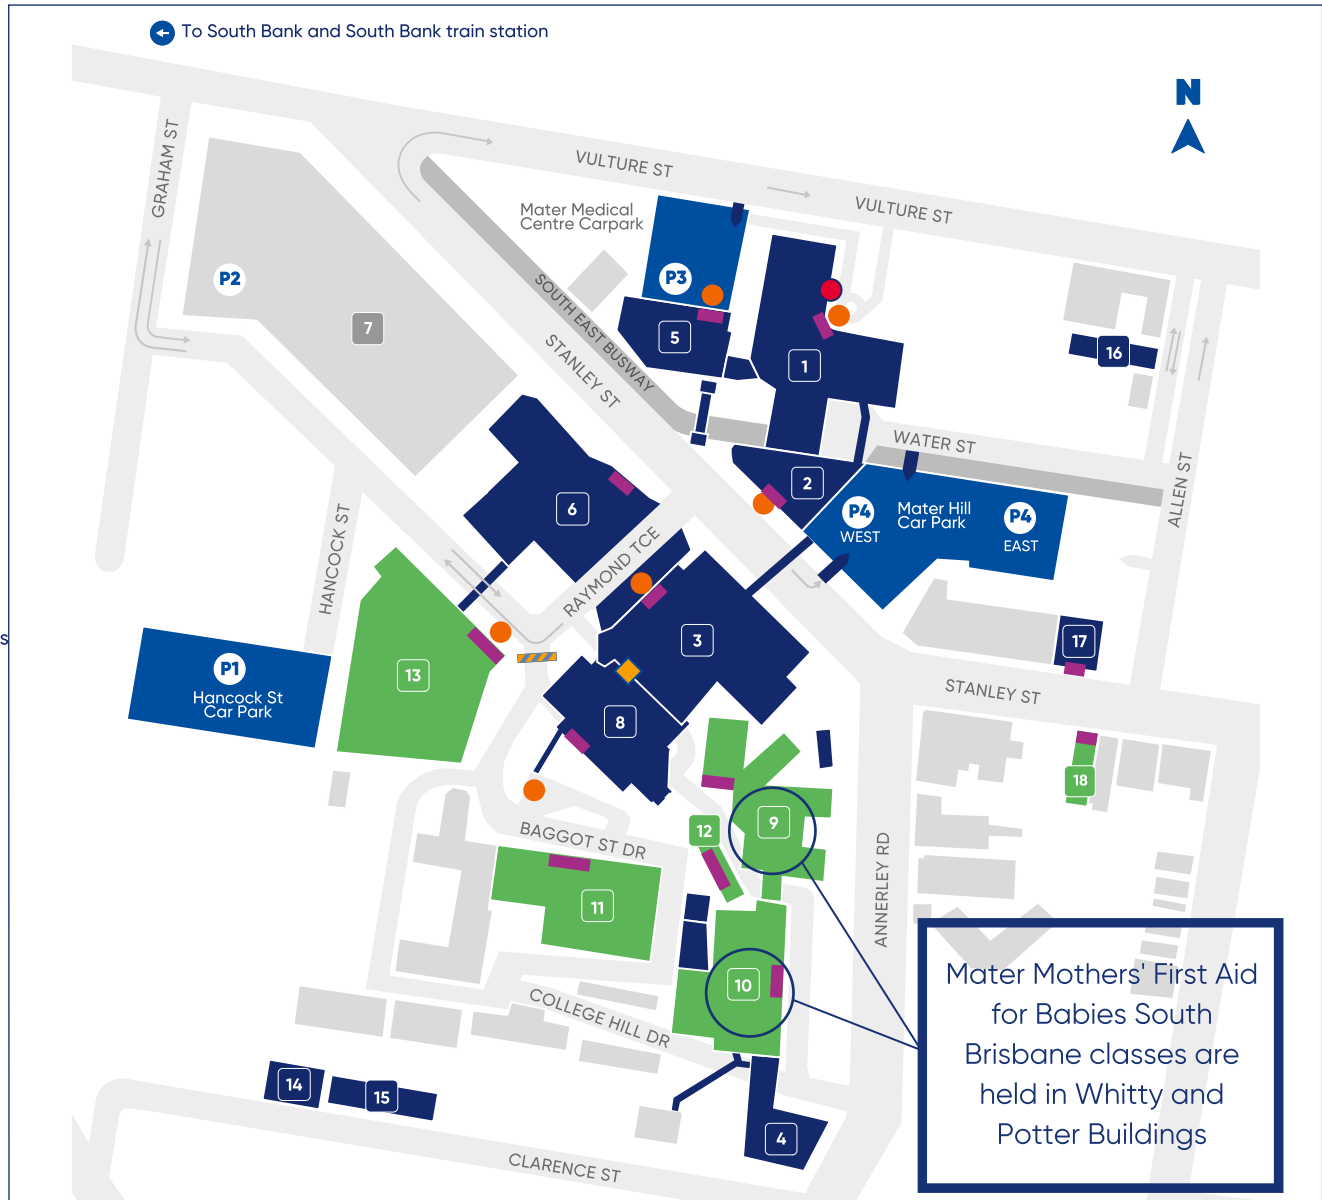 To South Bank and South Bank train station
N
GRAHAM ST
VULTURE ST
VULTURE ST
Mater Medical
Centre Carpark
P2
P3
7
SOUTH EAST BUSWAY
STANLEY ST
5
1
16
WATER ST
ALLEN ST
2
6
P4
WEST
Mater Hill
Car Park
P4
EAST
HANCOCK ST
RAYMOND TCE
s
3
17
P1
Hancock St
Car Park
13
STANLEY ST
8
18
12
9
BAGGOT ST DR
ANNERLEY RD
11
10
COLLEGE HILL DR
Mater Mothers' First Aid
for Babies South
Brisbane classes are
held in Whitty and
Potter Buildings
14
15
4
CLARENCE ST